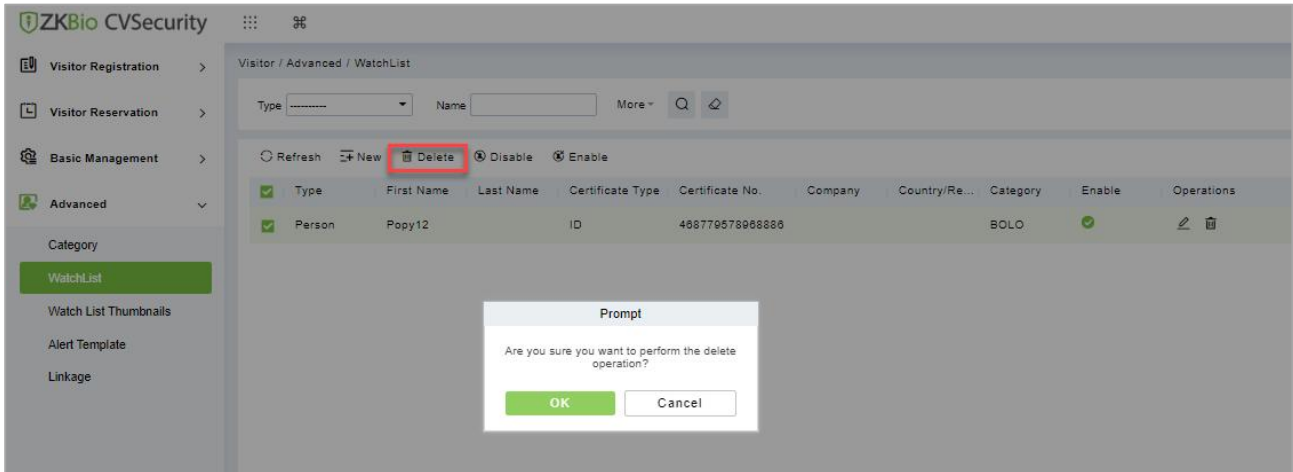 ZKBio CVSecurity
Visitor Registration
Visitor Reservation
Basic Management
Advanced
Category
WatchList
Watch List Thumbnails
Alert Template
Linkage
Visitor / Advanced / WatchList
Type ---------- Name More
Refresh New Delete Disable Enable
Type First Name Last Name Certificate Type Certificate No. Company Country/Re... Category Enable Operations
Person Popy12 ID 468779578968886 BOLO
Prompt
Are you sure you want to perform the delete
operation?
OK Cancel